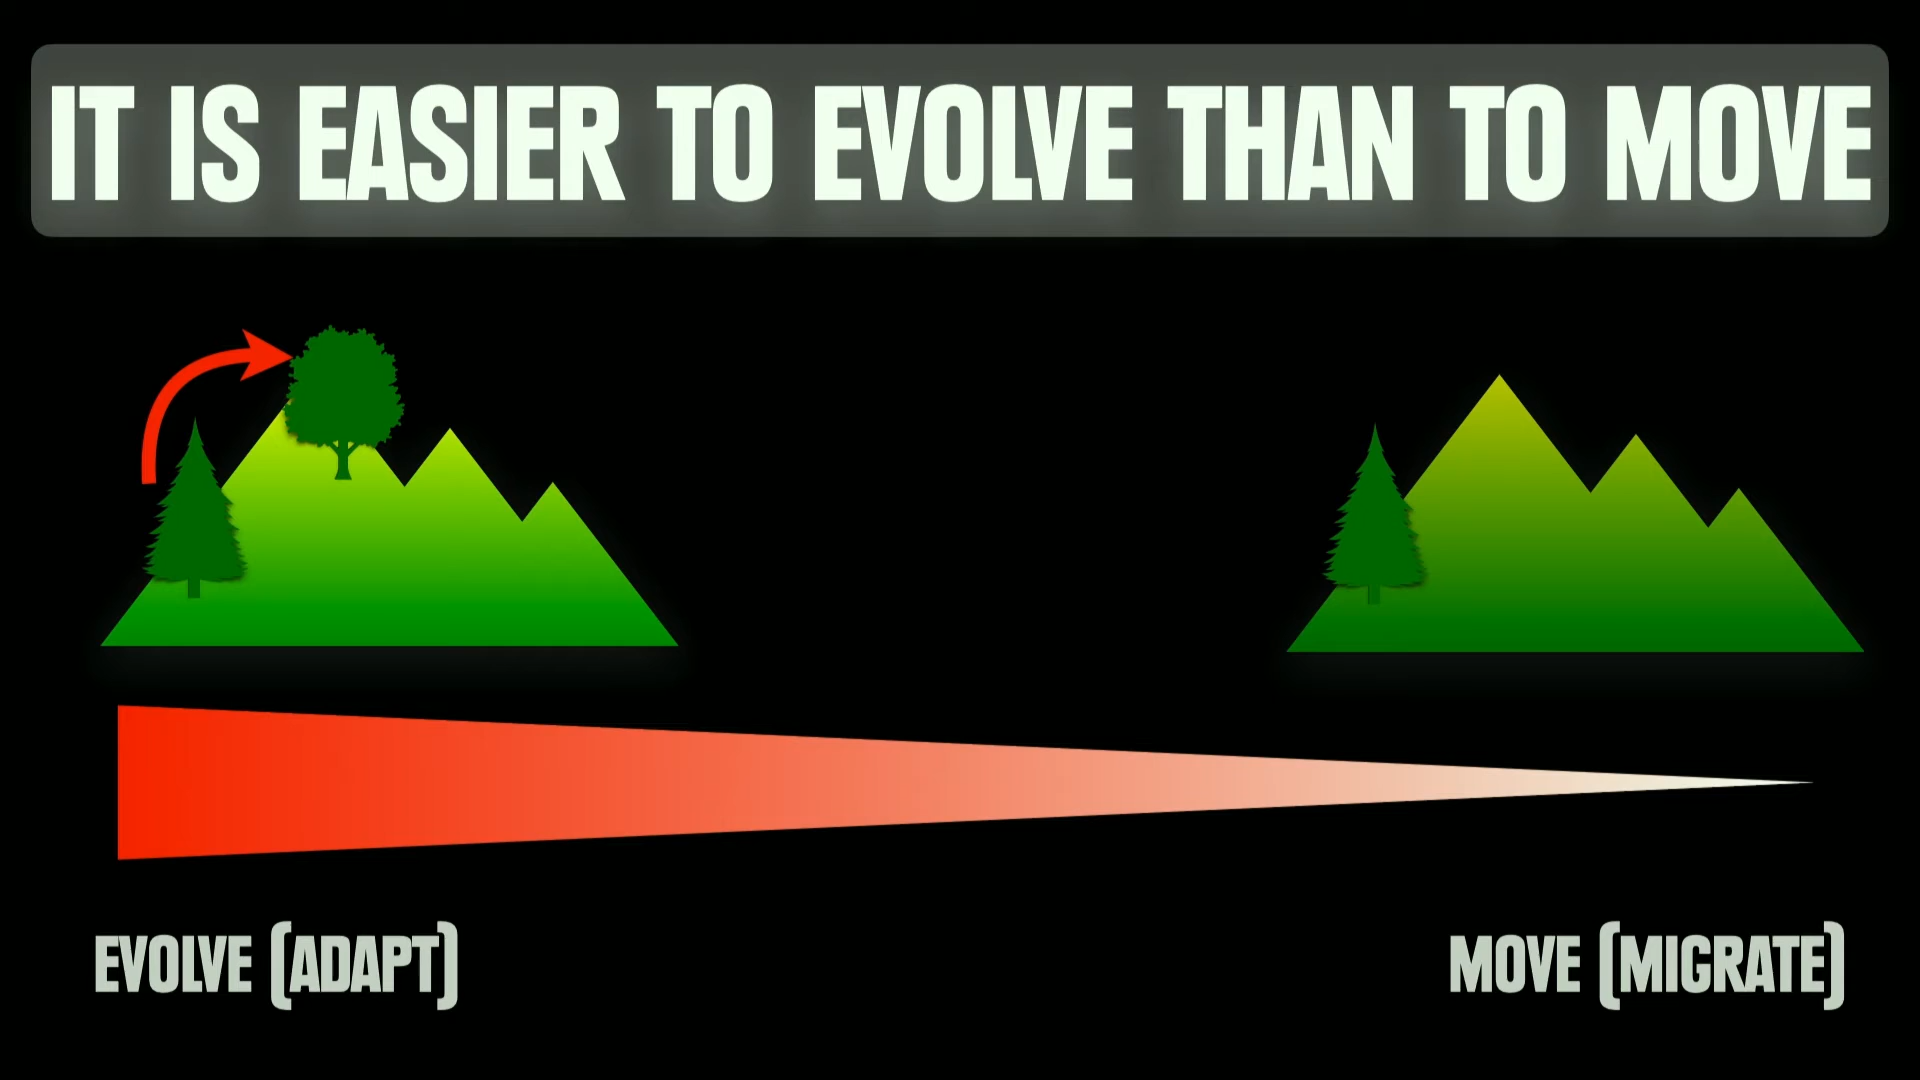 IT IS EASIER TO EVOLVE THAN TO MOVE
EVOLVE (ADAPT)
MOVE (MIGRATE)